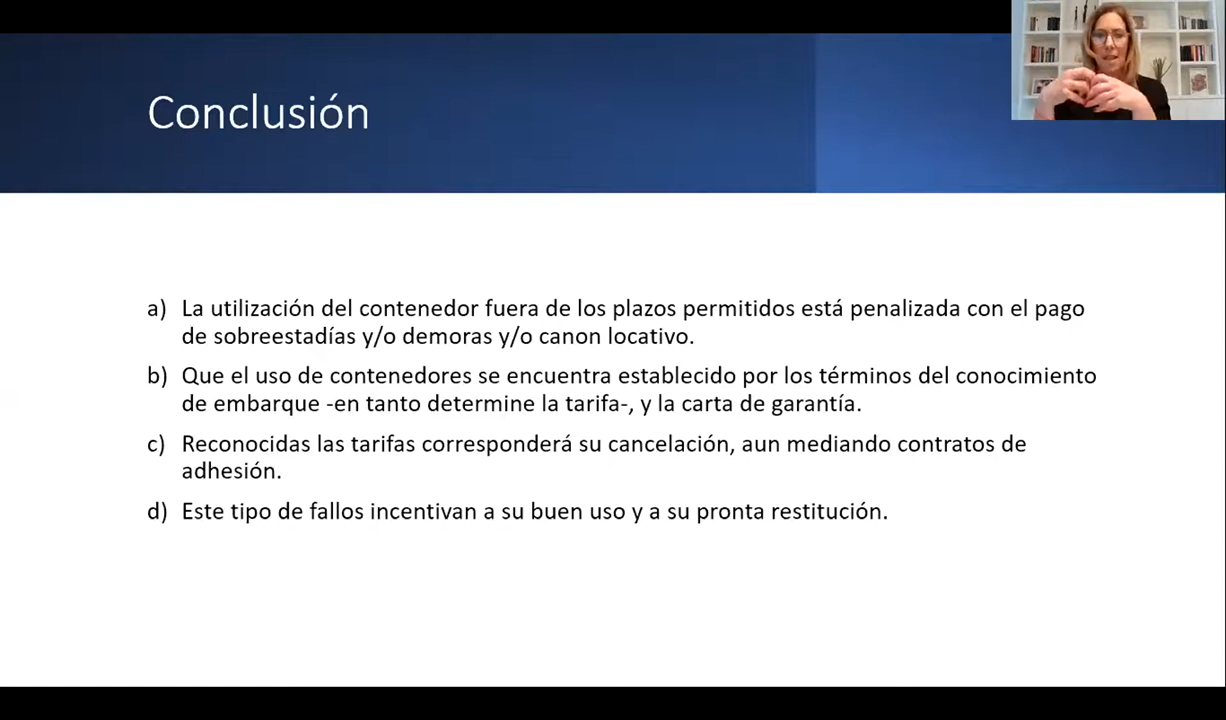 Conclusión
a) La utilización del contenedor fuera de los plazos permitidos está penalizada con el pago
de sobreestadías y/o demoras y/o canon locativo.
b) Que el uso de contenedores se encuentra establecido por los términos del conocimiento
de embarque -en tanto determine la tarifa-, y la carta de garantía.
c) Reconocidas las tarifas corresponderá su cancelación, aun mediando contratos de
adhesión.
d) Este tipo de fallos incentivan a su buen uso y a su pronta restitución.